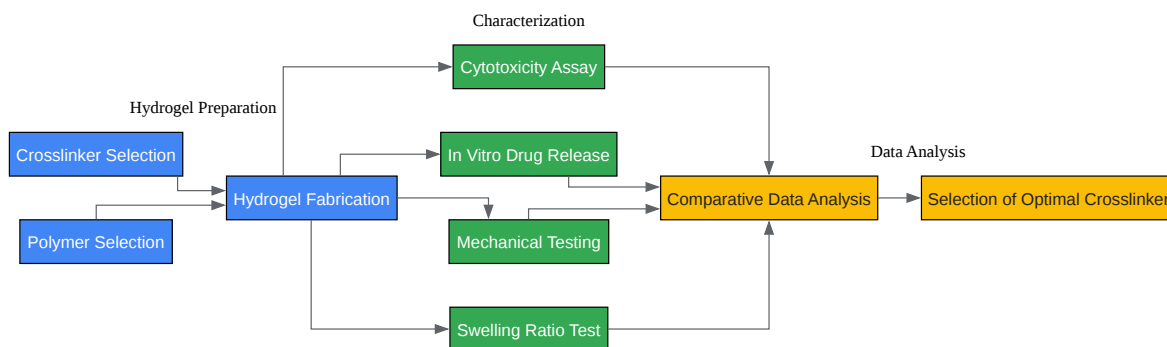 Characterization
Cytotoxicity Assay
Hydrogel Preparation
Crosslinker Selection
In Vitro Drug Release
Data Analysis
Hydrogel Fabrication
Comparative Data Analysis
Selection of Optimal Crosslinker
Polymer Selection
Mechanical Testing
Swelling Ratio Test